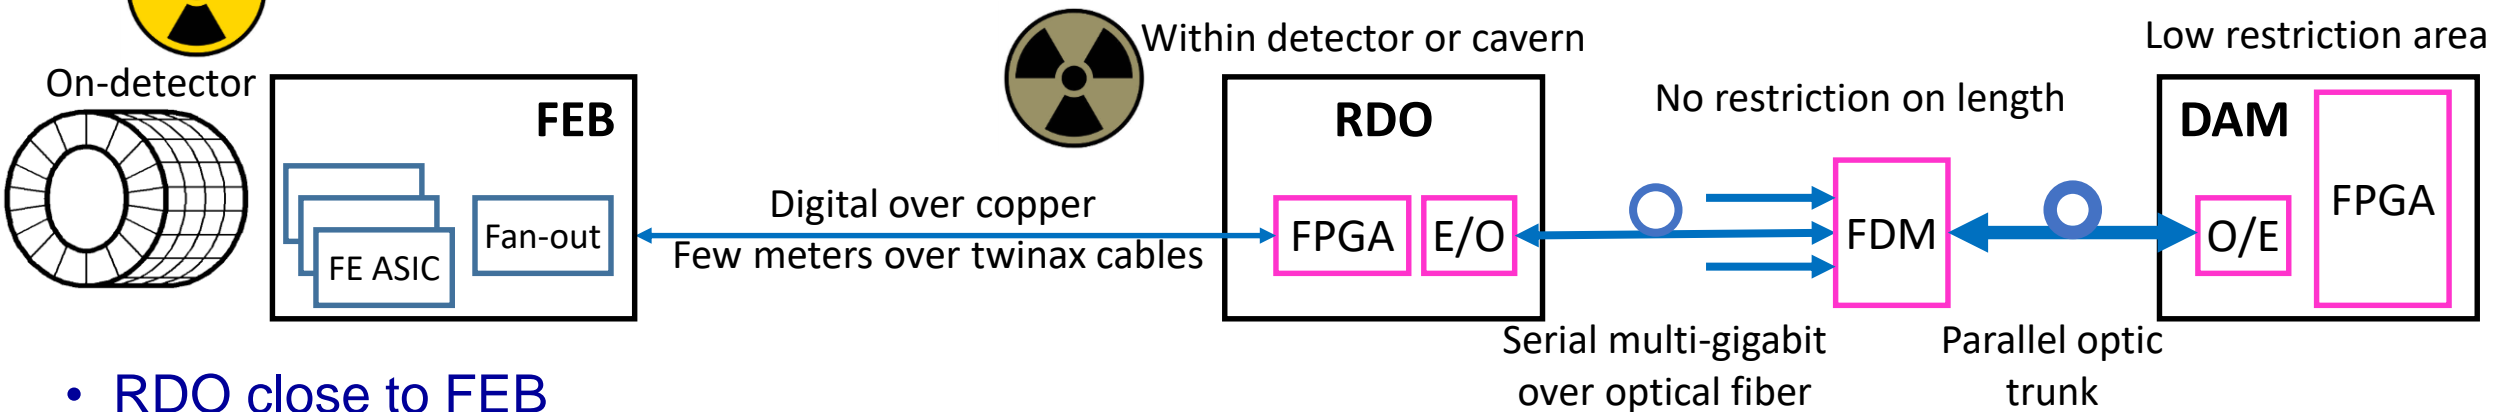 On-detector
FEB
FE ASIC
Fan-out
Digital over copper
Few meters over twinax cables
Within detector or cavern
RDO
FPGA
E/O
No restriction on length
Serial multi-gigabit
over optical fiber
FDM
Parallel optic
trunk
Low restriction area
DAM
O/E
FPGA
• RDO close to FEB